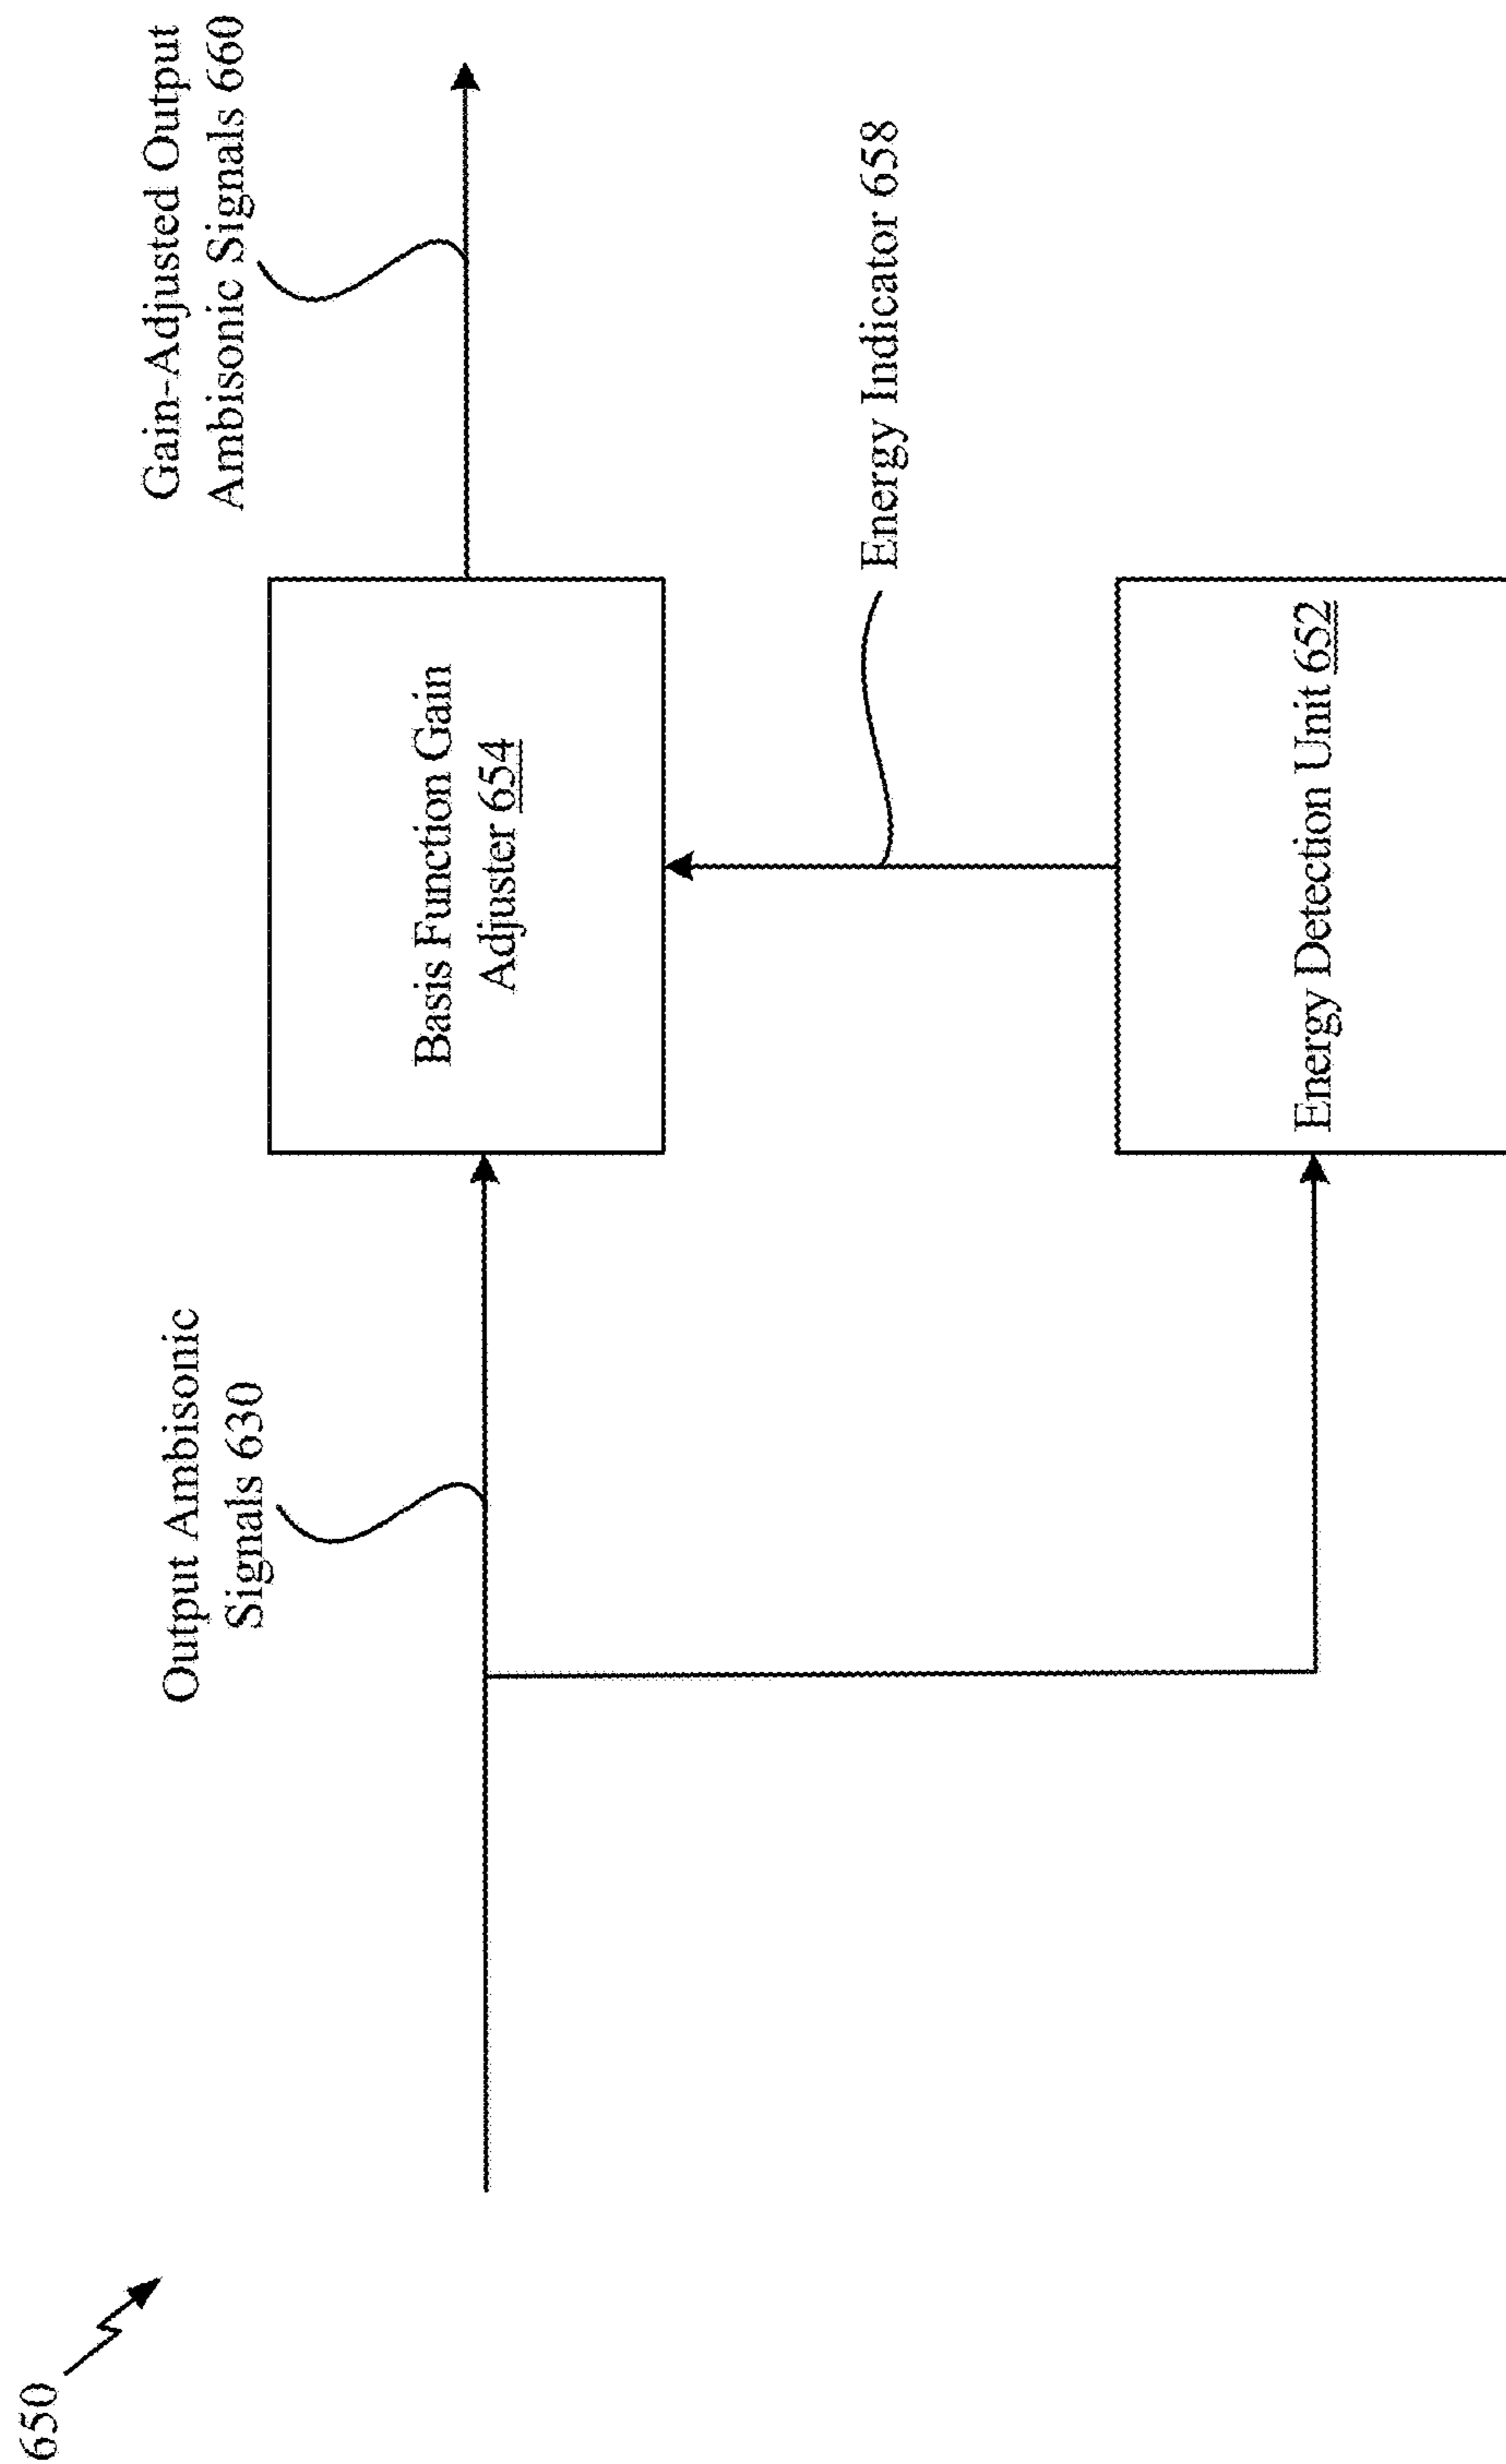 650
Output Ambisonic
Signals 630
Gain-Adjusted Output
Ambisonic Signals 660
Basis Function Gain
Adjuster 654
Energy Indicator 658
Energy Detection Unit 652